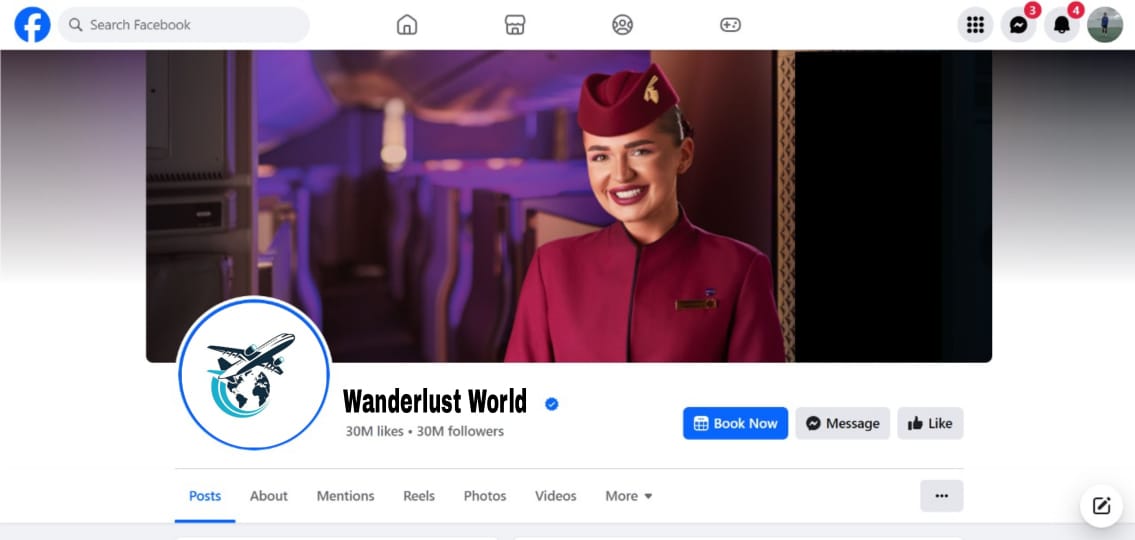 Search Facebook
3
4
Wanderlust World
30M likes • 30M followers
Book Now
Message
Like
Posts
About
Mentions
Reels
Photos
Videos
More